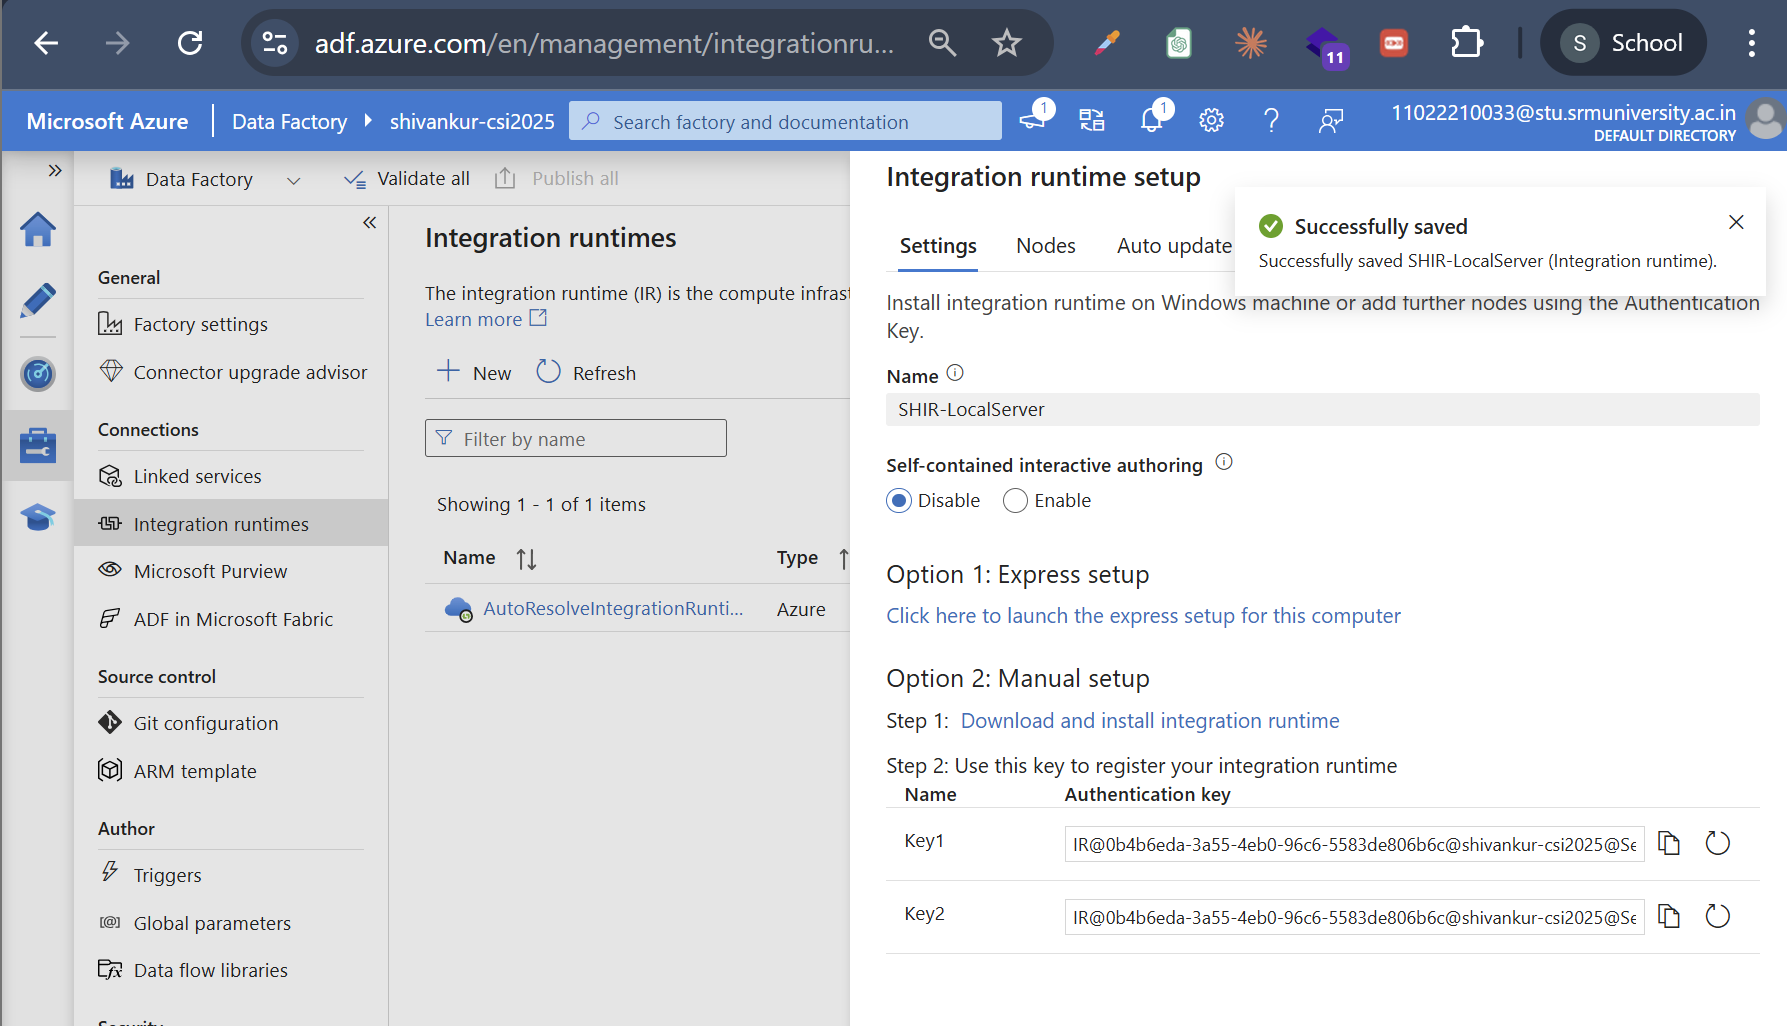 adf.azure.com/en/management/integrationru...
11
S School
Microsoft Azure Data Factory shivankur-csi2025 Search factory and documentation 1 1 11022210033@stu.srmuniversity.ac.in
DEFAULT DIRECTORY
Data Factory Validate all Publish all
General
Factory settings
Connector upgrade advisor
Connections
Linked services
Integration runtimes
Microsoft Purview
ADF in Microsoft Fabric
Source control
Git configuration
ARM template
Author
Triggers
Global parameters
Data flow libraries
Security
Integration runtimes
The integration runtime (IR) is the compute infrast
Learn more
New Refresh
Filter by name
Showing 1 - 1 of 1 items
Name Type
AutoResolveIntegrationRunti... Azure
Integration runtime setup
Settings Nodes Auto update
Successfully saved
Successfully saved SHIR-LocalServer (Integration runtime).
Install integration runtime on Windows machine or add further nodes using the Authentication
Key.
Name
SHIR-LocalServer
Self-contained interactive authoring
Disable Enable
Option 1: Express setup
Click here to launch the express setup for this computer
Option 2: Manual setup
Step 1: Download and install integration runtime
Step 2: Use this key to register your integration runtime
Name Authentication key
Key1 IR@0b4b6eda-3a55-4eb0-96c6-5583de806b6c@shivankur-csi2025@Se
Key2 IR@0b4b6eda-3a55-4eb0-96c6-5583de806b6c@shivankur-csi2025@Se